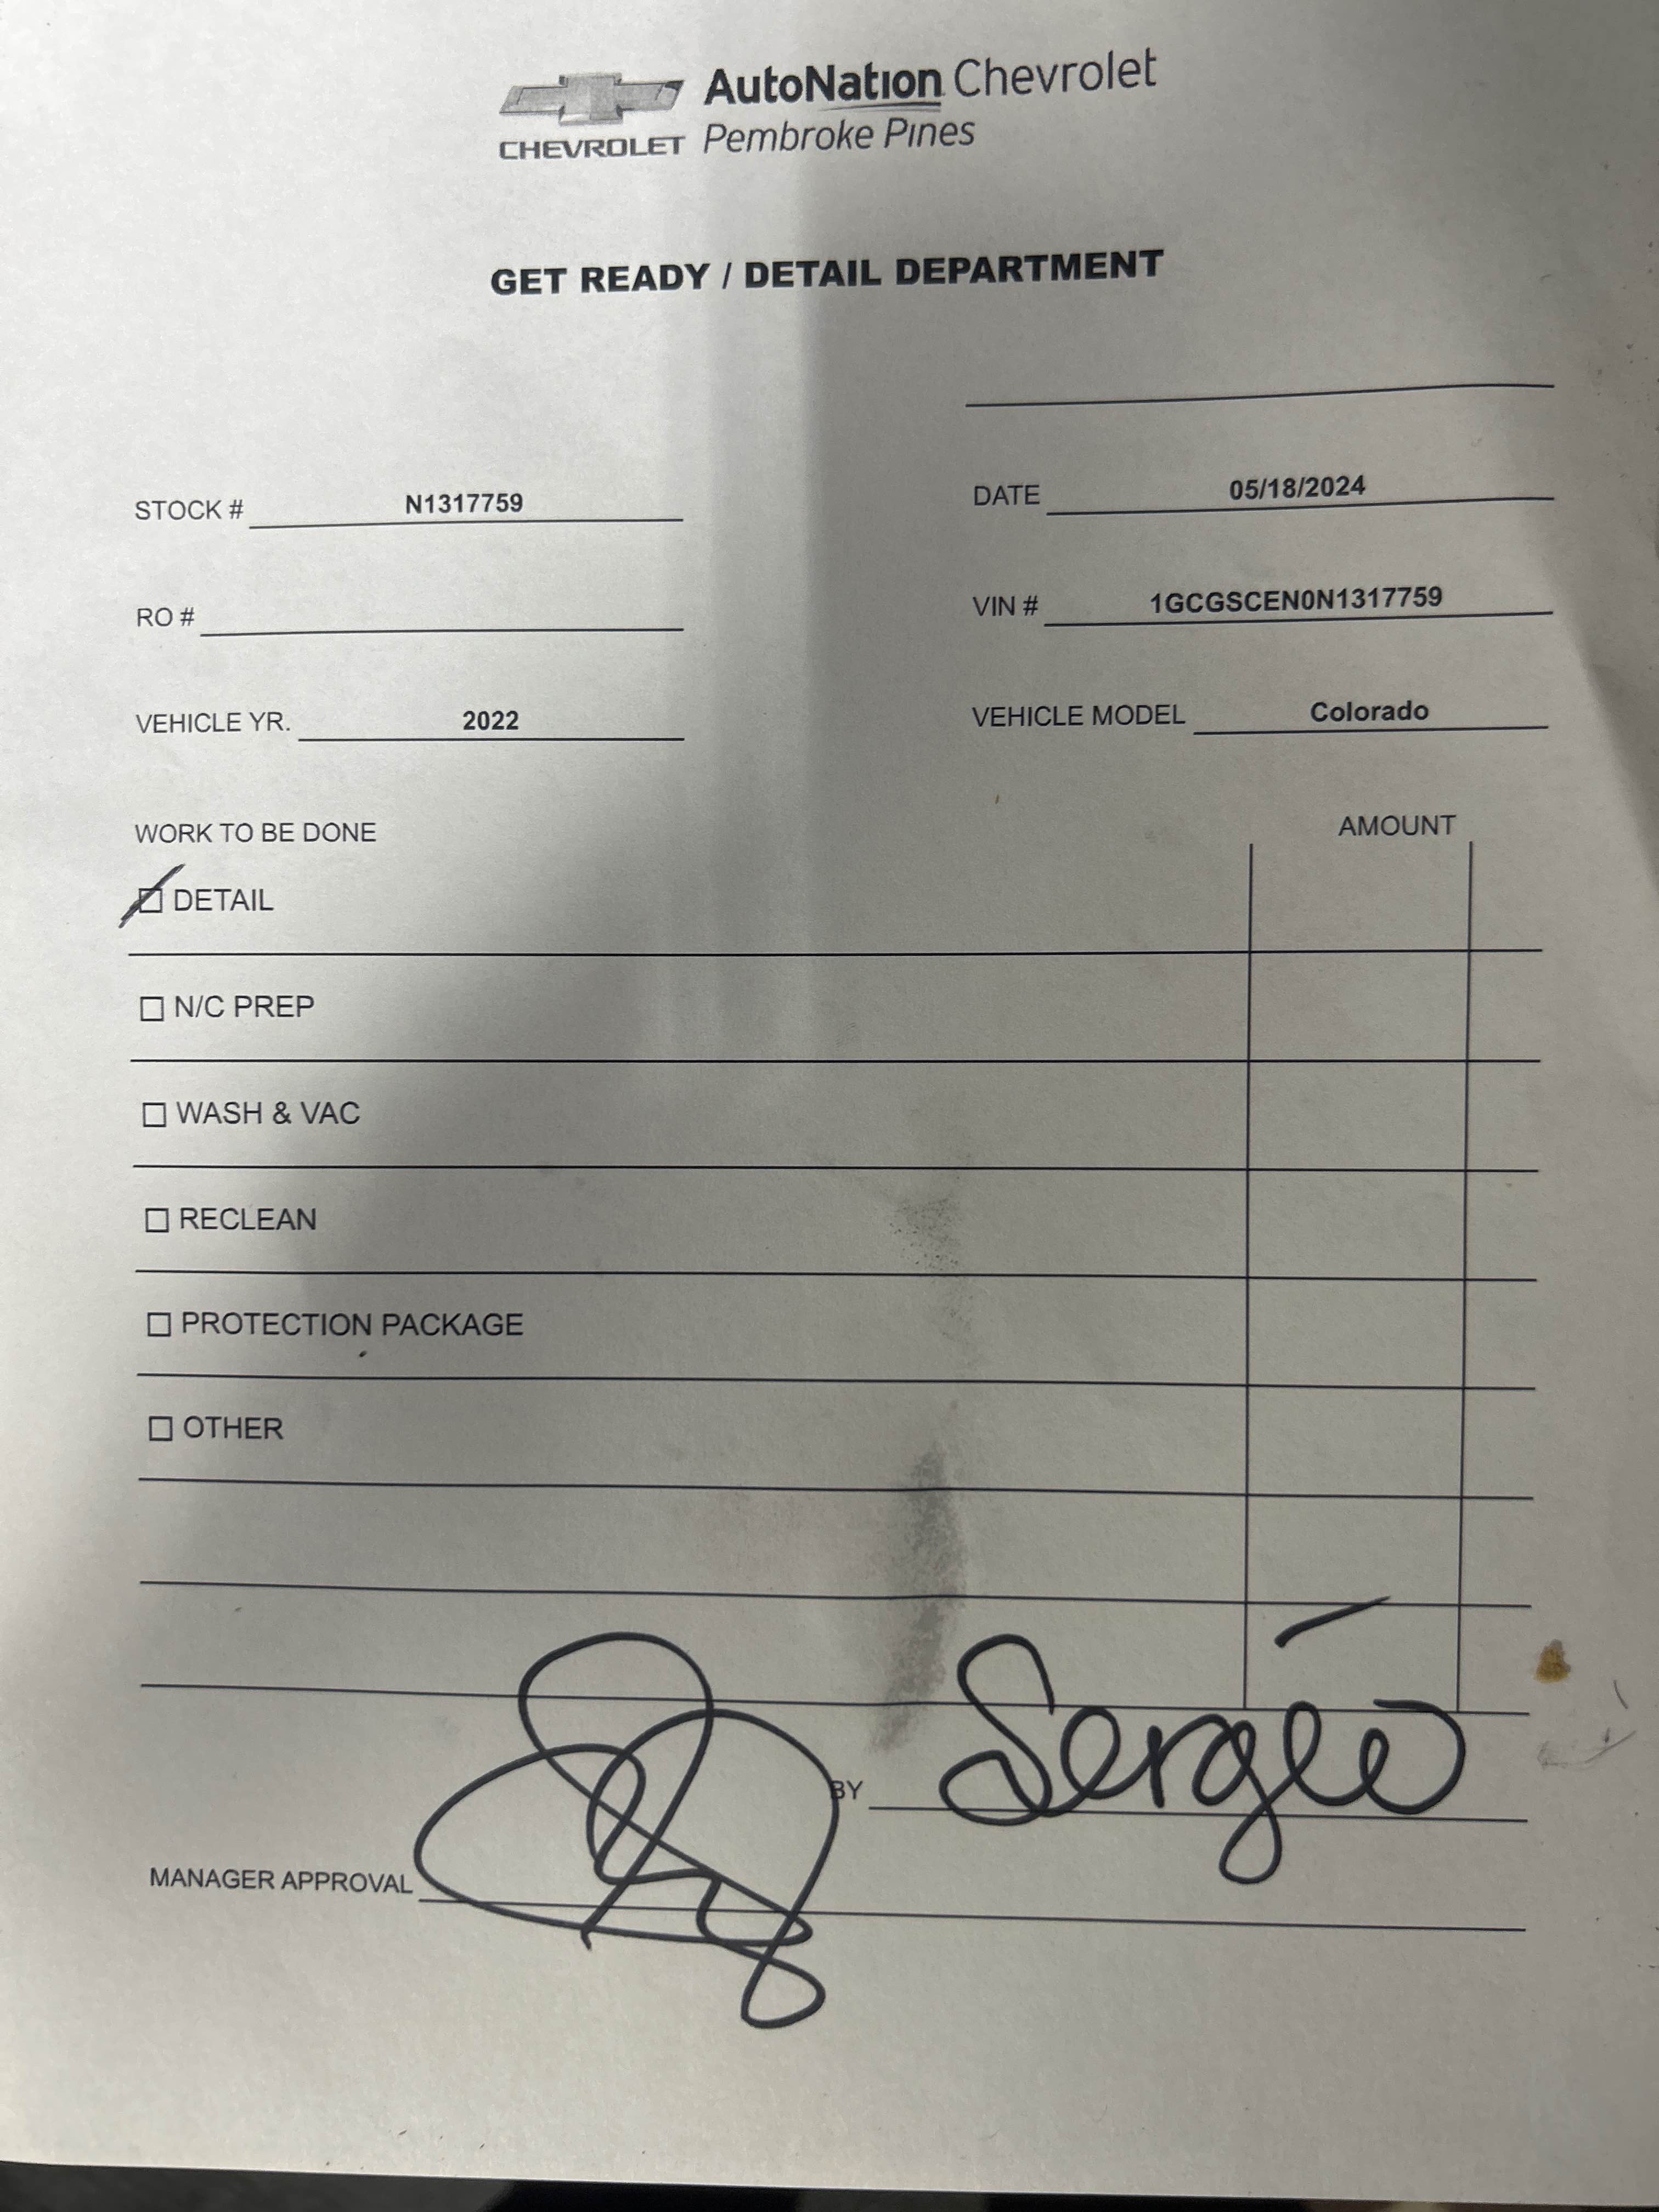 AutoNation Chevrolet
CHEVROLET Pembroke Pines
GET READY / DETAIL DEPARTMENT
STOCK # N1317759 DATE 05/18/2024
RO # VIN # 1GCGSCEN0N1317759
VEHICLE YR. 2022 VEHICLE MODEL Colorado
WORK TO BE DONE AMOUNT
DETAIL
N/C PREP
WASH & VAC
RECLEAN
PROTECTION PACKAGE
OTHER
BY Sergio
MANAGER APPROVAL